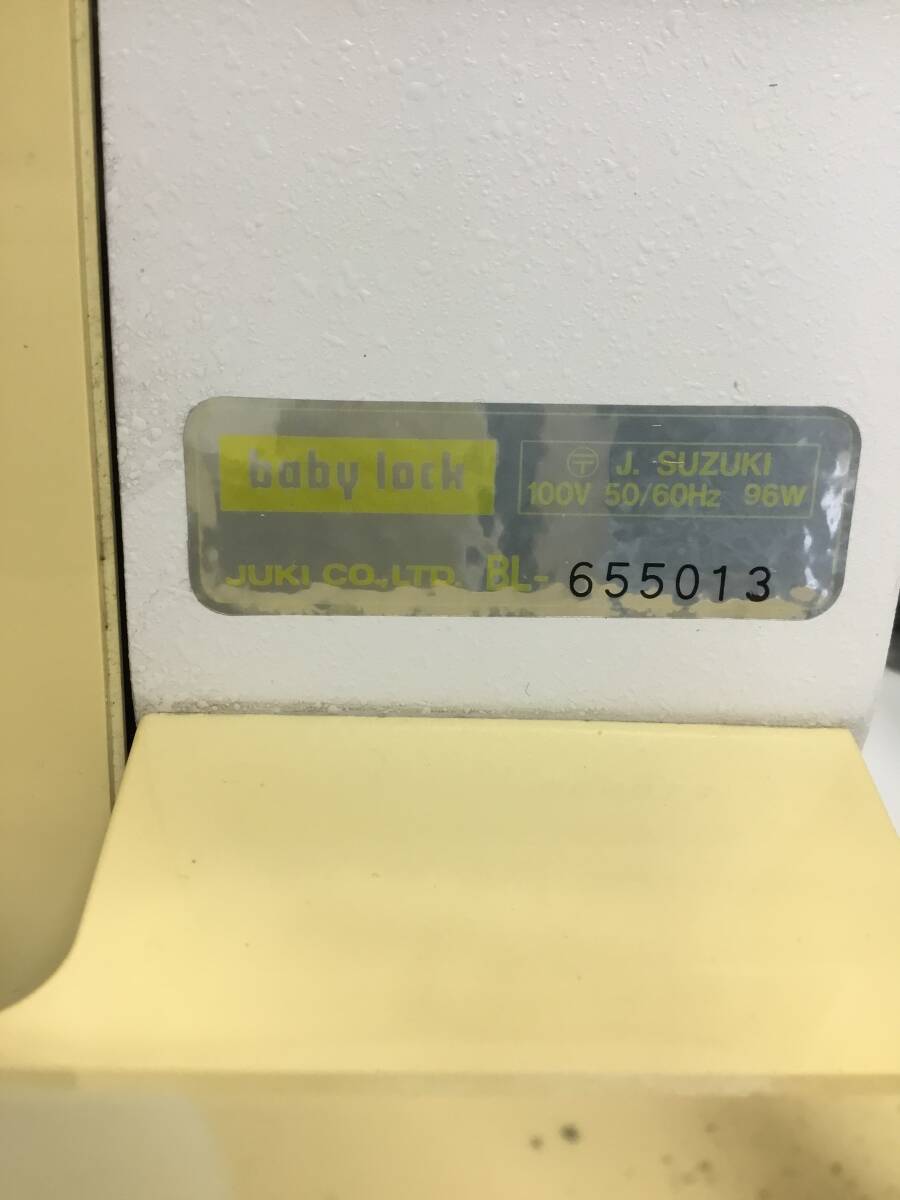 baby lock
〶 J. SUZUKI
100V 50/60Hz 96W
JUKI CO.,LTD. BL-655013